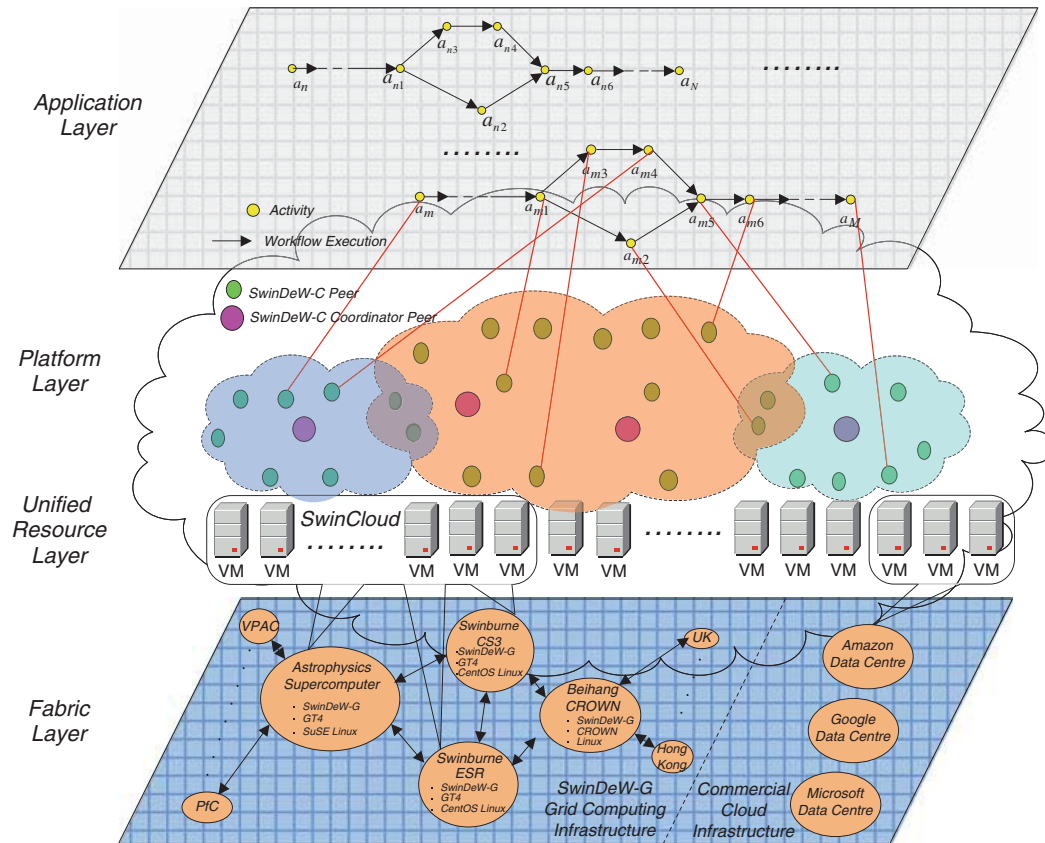 Application
Layer
a_n
a_n1
a_n3
a_n4
a_n2
a_n5
a_n6
a_N
........
........
a_m
a_m1
a_m3
a_m4
a_m2
a_m5
a_m6
a_M
Activity
Workflow Execution
SwinDeW-C Peer
SwinDeW-C Coordinator Peer
Platform
Layer
Unified
Resource
Layer
SwinCloud
........
........
VM
VM
VM
VM
VM
VM
VM
VM
VM
VM
VM
VM
VM
Fabric
Layer
VPAC
Astrophysics
Supercomputer
· SwinDeW-G
· GT4
· SuSE Linux
PfC
Swinburne
CS3
· SwinDeW-G
· GT4
· CentOS Linux
Swinburne
ESR
· SwinDeW-G
· GT4
· CentOS Linux
Beihang
CROWN
· SwinDeW-G
· CROWN
· Linux
UK
Hong
Kong
SwinDeW-G
Grid Computing
Infrastructure
Commercial
Cloud
Infrastructure
Amazon
Data Centre
Google
Data Centre
Microsoft
Data Centre